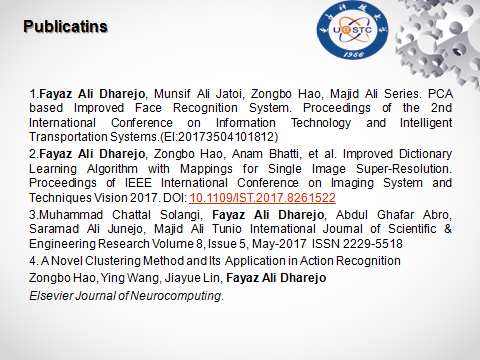 Publicatins
UESTC
1956
1.Fayaz Ali Dharejo, Munsif Ali Jatoi, Zongbo Hao, Majid Ali Series. PCA
based Improved Face Recognition System. Proceedings of the 2nd
International Conference on Information Technology and Intelligent
Transportation Systems.(EI:20173504101812)
2.Fayaz Ali Dharejo, Zongbo Hao, Anam Bhatti, et al. Improved Dictionary
Learning Algorithm with Mappings for Single Image Super-Resolution.
Proceedings of IEEE International Conference on Imaging System and
Techniques Vision 2017. DOI: 10.1109/IST.2017.8261522
3.Muhammad Chattal Solangi, Fayaz Ali Dharejo, Abdul Ghafar Abro,
Saramad Ali Junejo, Majid Ali Tunio International Journal of Scientific &
Engineering Research Volume 8, Issue 5, May-2017 ISSN 2229-5518
4. A Novel Clustering Method and Its Application in Action Recognition
Zongbo Hao, Ying Wang, Jiayue Lin, Fayaz Ali Dharejo
Elsevier Journal of Neurocomputing.